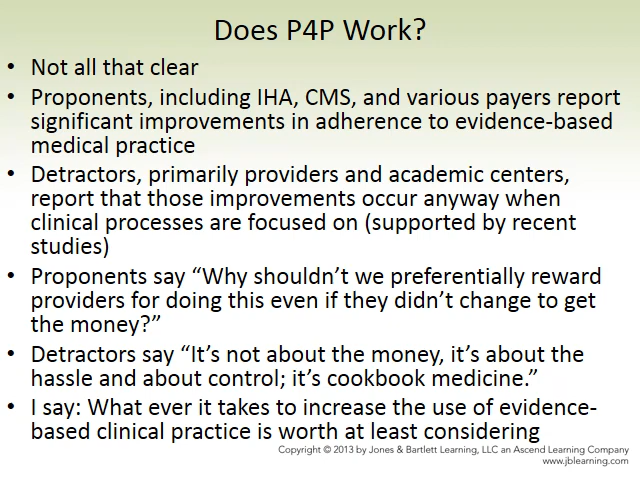 Does P4P Work?
• Not all that clear
• Proponents, including IHA, CMS, and various payers report
significant improvements in adherence to evidence-based
medical practice
• Detractors, primarily providers and academic centers,
report that those improvements occur anyway when
clinical processes are focused on (supported by recent
studies)
• Proponents say “Why shouldn’t we preferentially reward
providers for doing this even if they didn’t change to get
the money?”
• Detractors say “It’s not about the money, it’s about the
hassle and about control; it’s cookbook medicine.”
• I say: What ever it takes to increase the use of evidence-
based clinical practice is worth at least considering
Copyright © 2013 by Jones & Bartlett Learning, LLC an Ascend Learning Company
www.jblearning.com